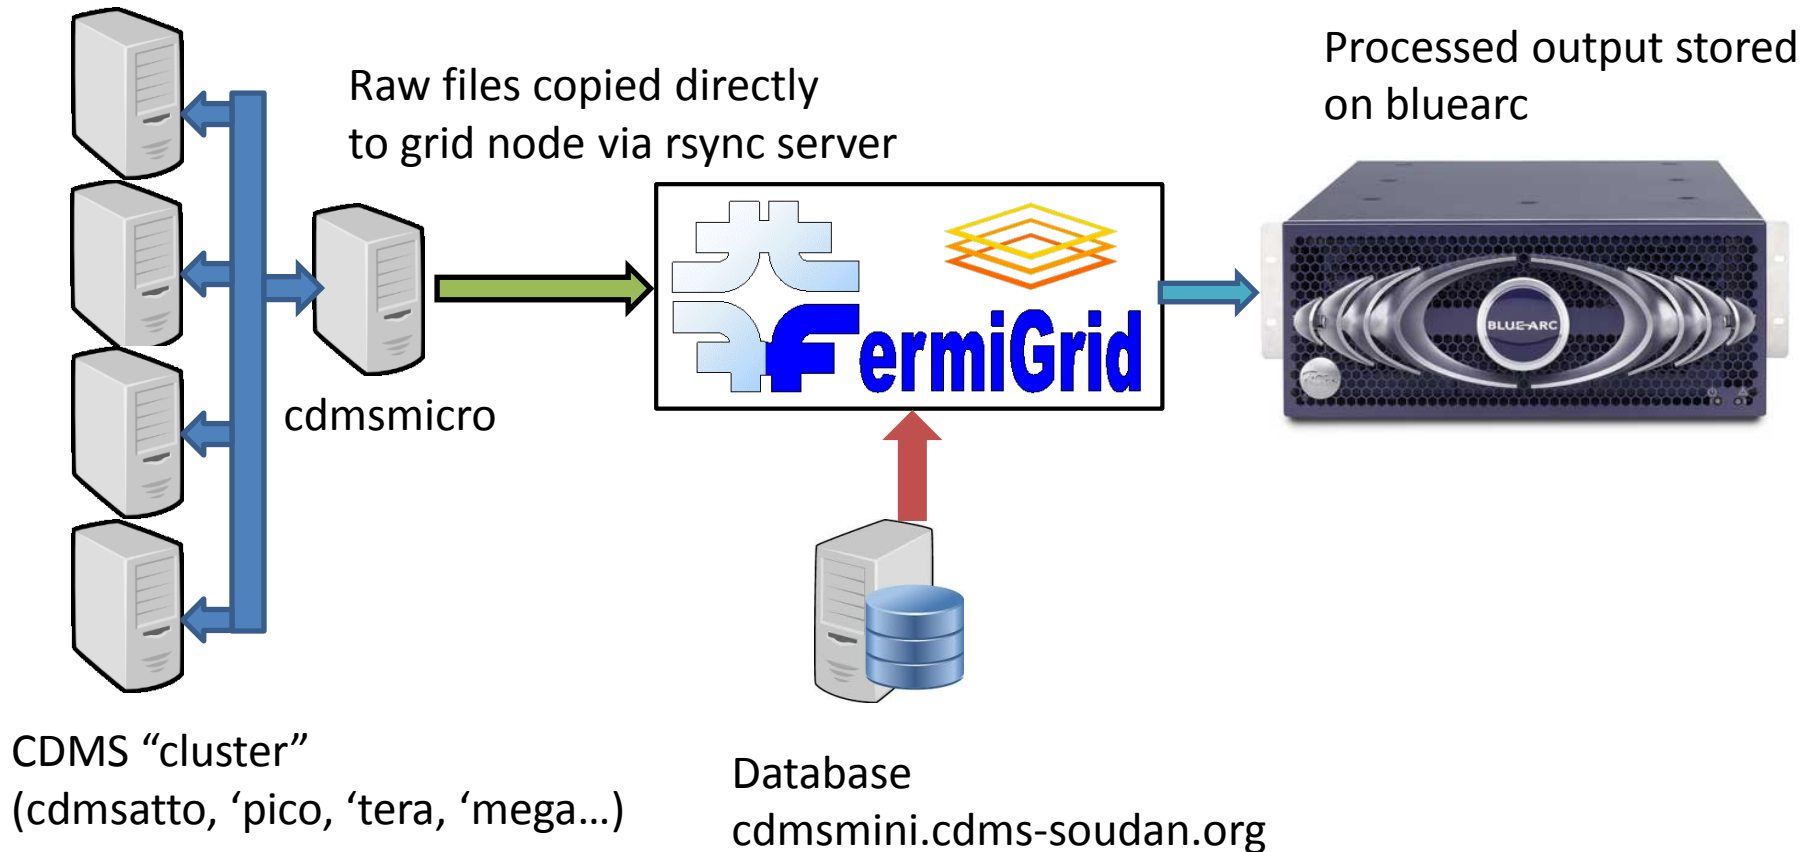 Processed output stored
on bluearc
Raw files copied directly
to grid node via rsync server
FermiGrid
BLUE ARC
cdmsmicro
CDMS “cluster”
(cdmsatto, ‘pico, ‘tera, ‘mega…)
Database
cdmsmini.cdms-soudan.org